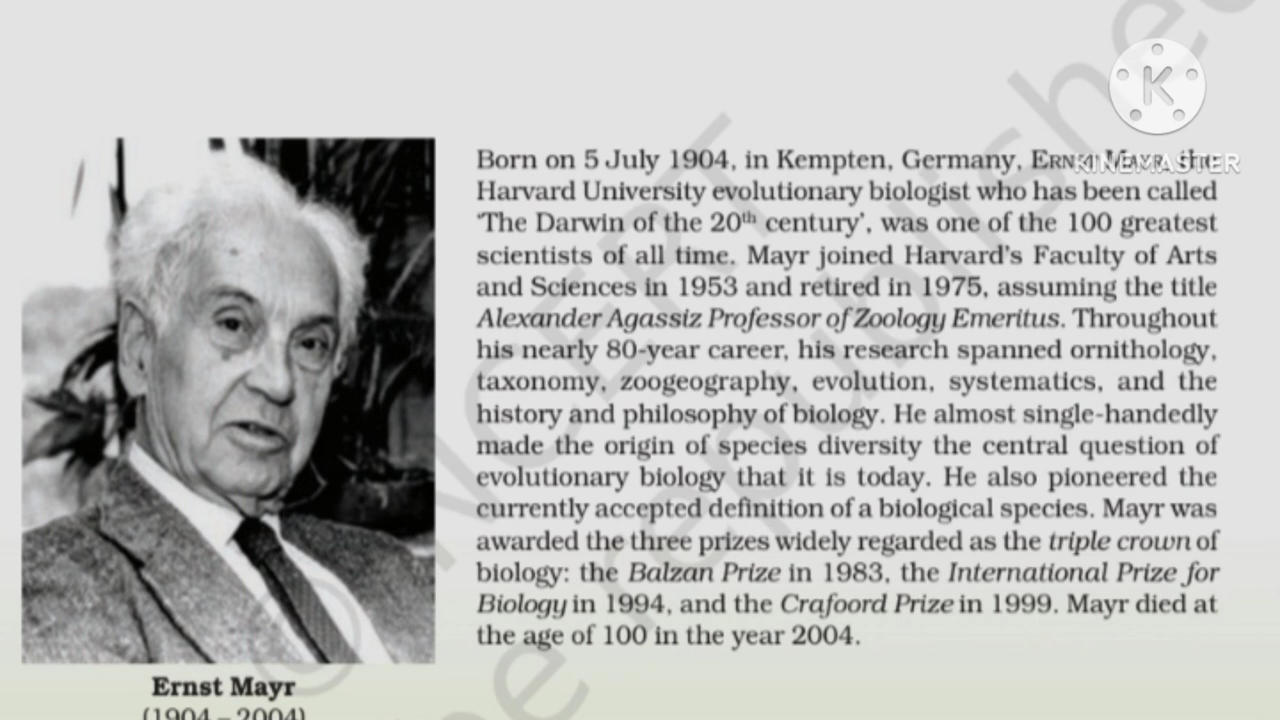 Born on 5 July 1904, in Kempten, Germany, ERNST MAYR, the
Harvard University evolutionary biologist who has been called
‘The Darwin of the 20th century’, was one of the 100 greatest
scientists of all time. Mayr joined Harvard’s Faculty of Arts
and Sciences in 1953 and retired in 1975, assuming the title
Alexander Agassiz Professor of Zoology Emeritus. Throughout
his nearly 80-year career, his research spanned ornithology,
taxonomy, zoogeography, evolution, systematics, and the
history and philosophy of biology. He almost single-handedly
made the origin of species diversity the central question of
evolutionary biology that it is today. He also pioneered the
currently accepted definition of a biological species. Mayr was
awarded the three prizes widely regarded as the triple crown of
biology: the Balzan Prize in 1983, the International Prize for
Biology in 1994, and the Crafoord Prize in 1999. Mayr died at
the age of 100 in the year 2004.
Ernst Mayr
(1904 – 2004)
K
KINEMASTER
© NCERT
be republished